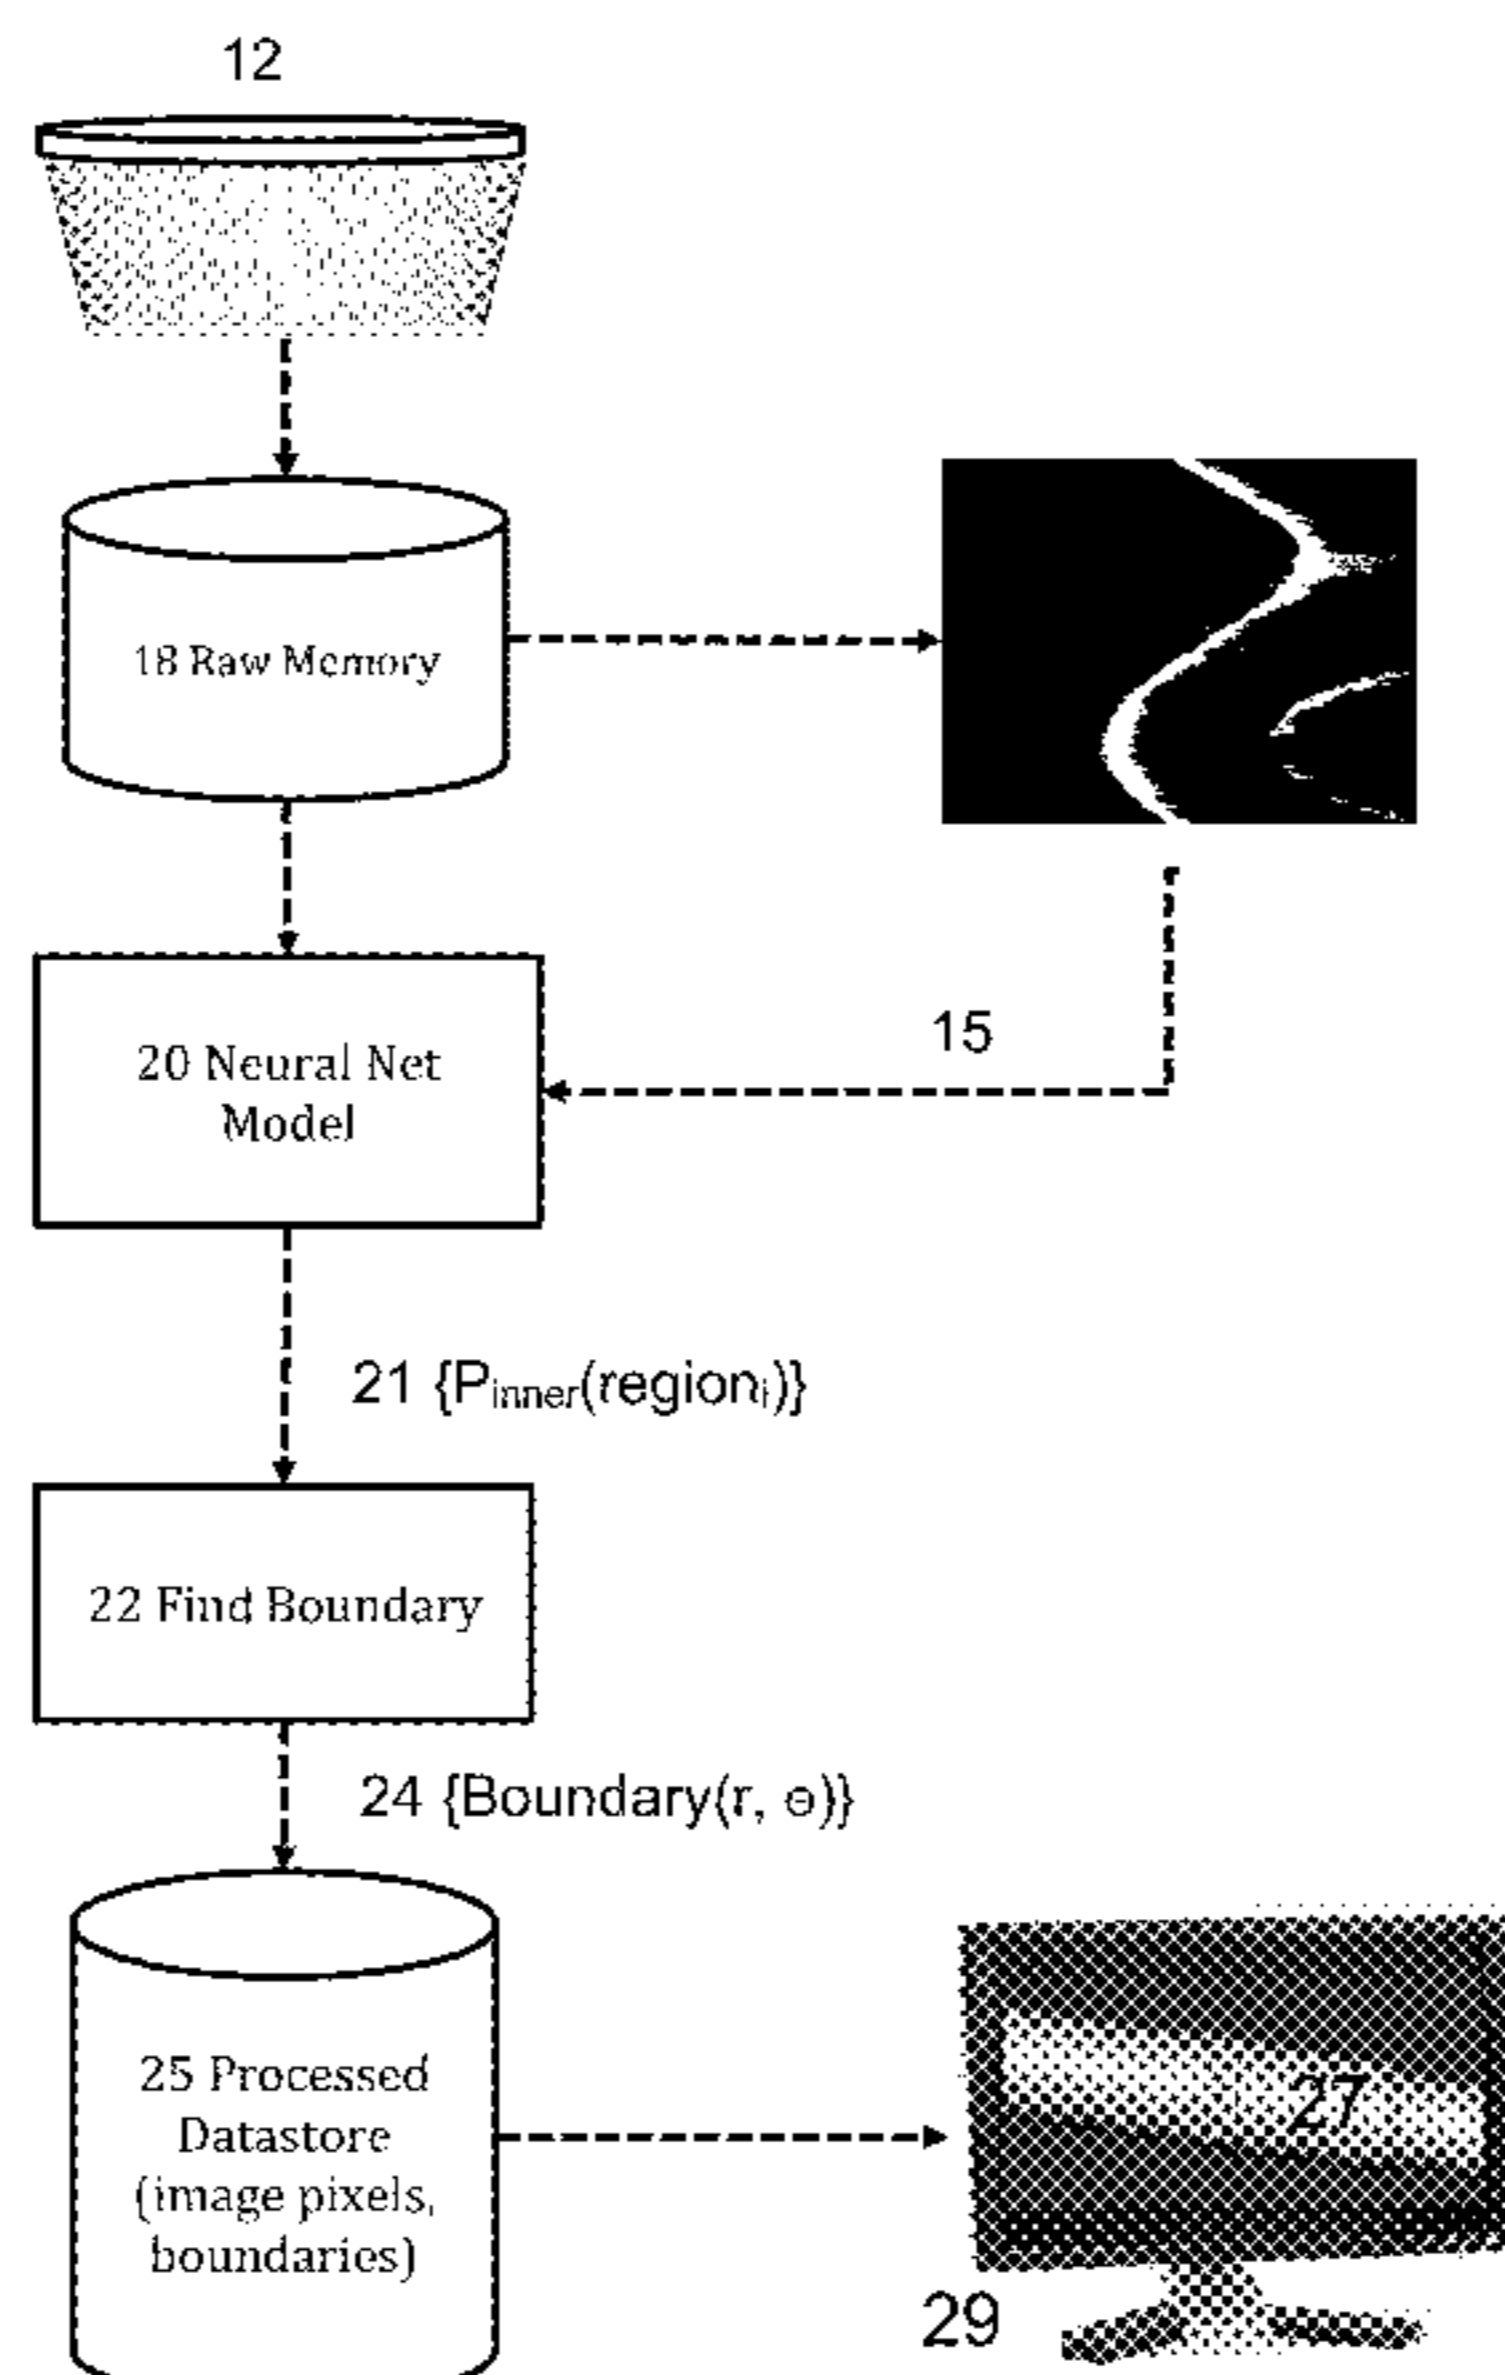 12
18 Raw Memory
20 Neural Net
Model
15
21 {Pinner(regioni)}
22 Find Boundary
24 {Boundary(r, Θ)}
25 Processed
Datastore
(image pixels,
boundaries)
27
29